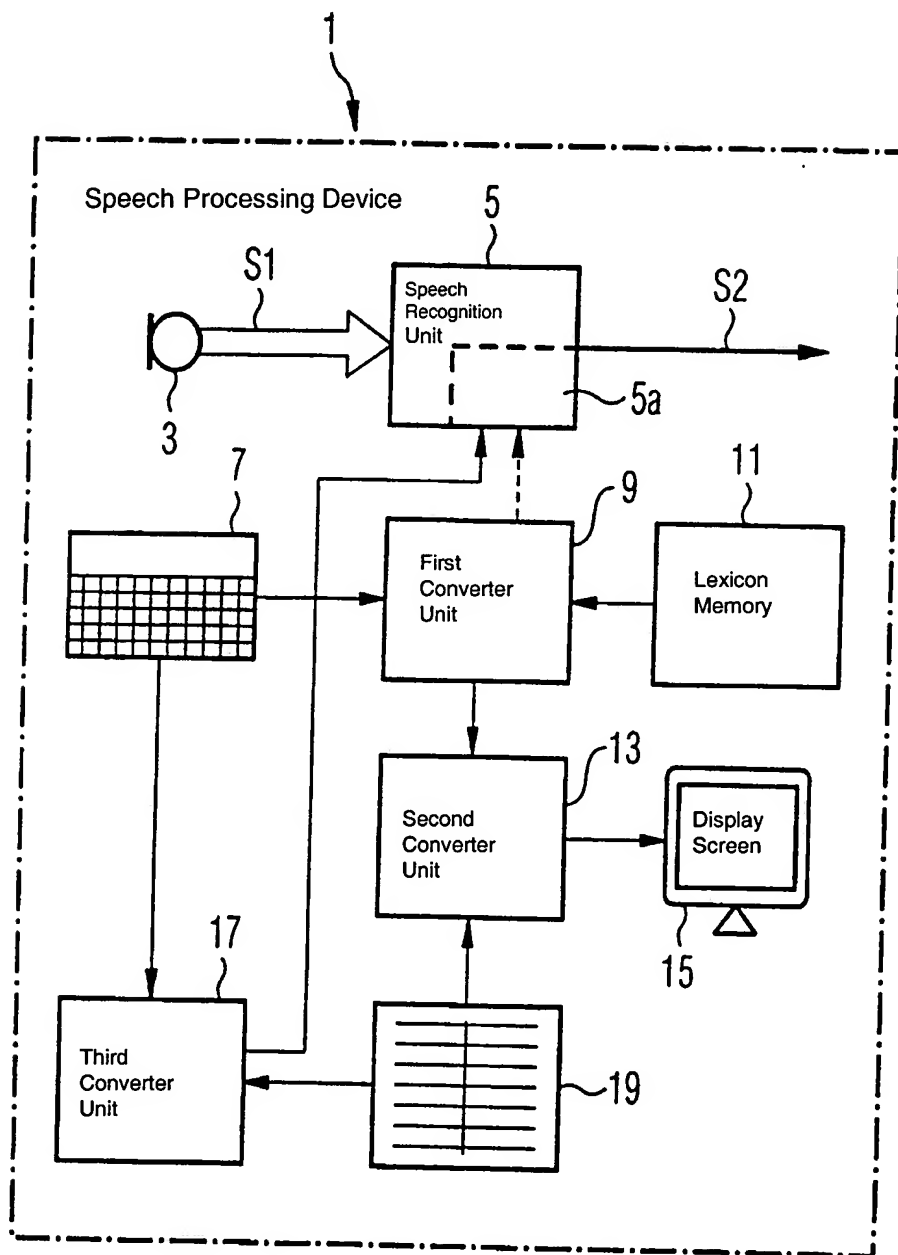 1
Speech Processing Device
5
S1
Speech
Recognition
Unit
S2
5a
3
7
9
11
First
Converter
Unit
Lexicon
Memory
13
Second
Converter
Unit
Display
Screen
15
17
Third
Converter
Unit
19